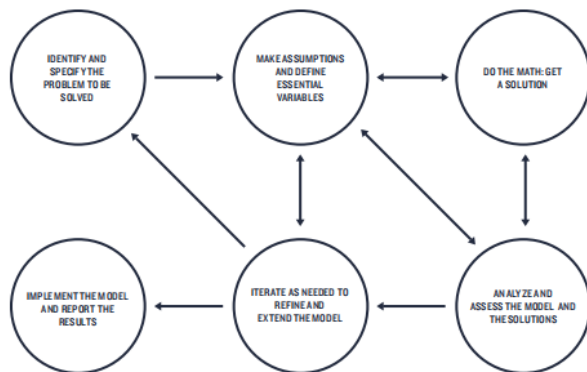 IDENTIFY AND
SPECIFY THE
PROBLEM TO BE
SOLVED
MAKE ASSUMPTIONS
AND DEFINE
ESSENTIAL
VARIABLES
DO THE MATH: GET
A SOLUTION
IMPLEMENT THE MODEL
AND REPORT THE
RESULTS
ITERATE AS NEEDED TO
REFINE AND
EXTEND THE MODEL
ANALYZE AND
ASSESS THE MODEL AND
THE SOLUTIONS